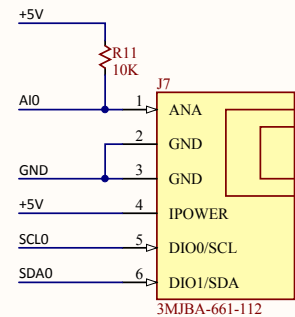 +5V
R11
10K
J7
AI0 1 ANA
2 GND
GND 3 GND
+5V 4 IPOWER
SCL0 5 DIO0/SCL
SDA0 6 DIO1/SDA
3MJBA-661-112